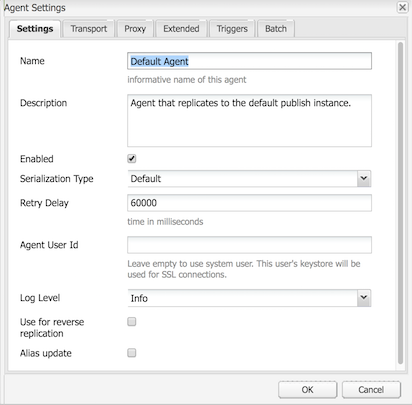 Agent Settings
Settings Transport Proxy Extended Triggers Batch
Name Default Agent
informative name of this agent
Description Agent that replicates to the default publish instance.
Enabled
Serialization Type Default
Retry Delay 60000
time in milliseconds
Agent User Id
Leave empty to use system user. This user's keystore will
be used for SSL connections.
Log Level Info
Use for reverse
replication
Alias update
OK Cancel